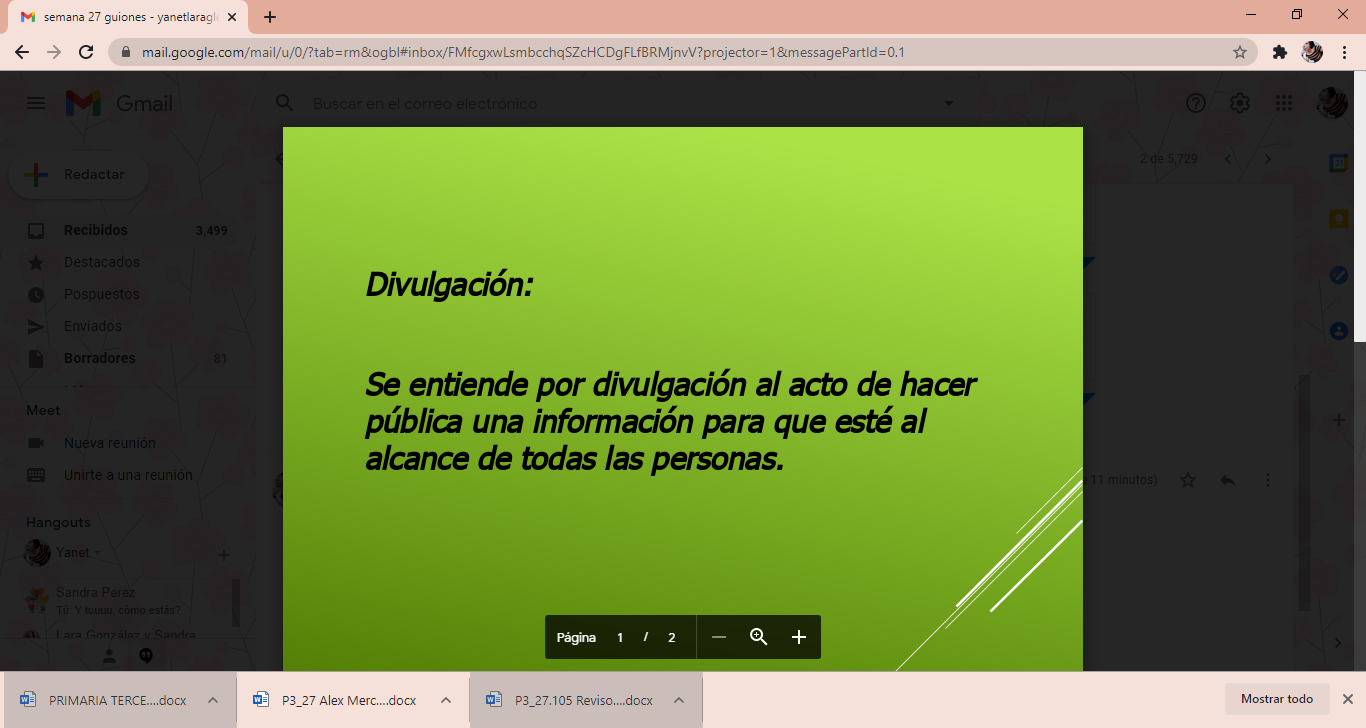 semana 27 guiones - yanetlaragl
mail.google.com/mail/u/0/?tab=rm&ogbl#inbox/FMfcgxwLsmbcchqSZcHCDgFLfBRMjnvV?projector=1&messagePartId=0.1
Gmail
Buscar en el correo electrónico
Redactar
2 de 5,729
Recibidos 3,499
Destacados
Pospuestos
Enviados
Borradores 81
Meet
Nueva reunión
Unirte a una reunión
Hangouts
Yanet
Sandra Perez
Tú: Y tuuuu, cómo estás?
Lara González y Sandra
11 minutos)
Divulgación:
Se entiende por divulgación al acto de hacer
pública una información para que esté al
alcance de todas las personas.
Página 1 / 2
PRIMARIA TERCE....docx
P3_27 Alex Merc....docx
P3_27.105 Reviso....docx
Mostrar todo